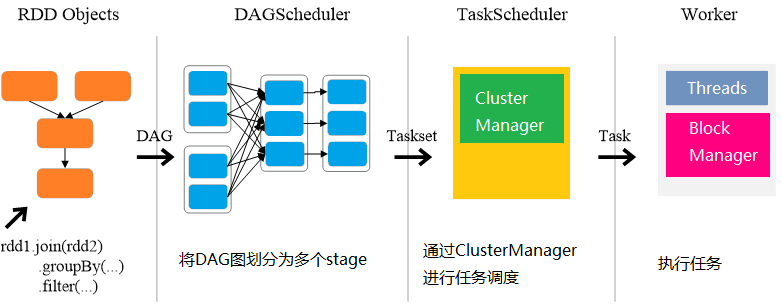 RDD Objects
DAGScheduler
TaskScheduler
Worker
Cluster
Manager
Threads
Block
Manager
DAG
Taskset
Task
rdd1.join(rdd2)
.groupBy(...)
.filter(...)
将DAG图划分为多个stage
通过ClusterManager
进行任务调度
执行任务